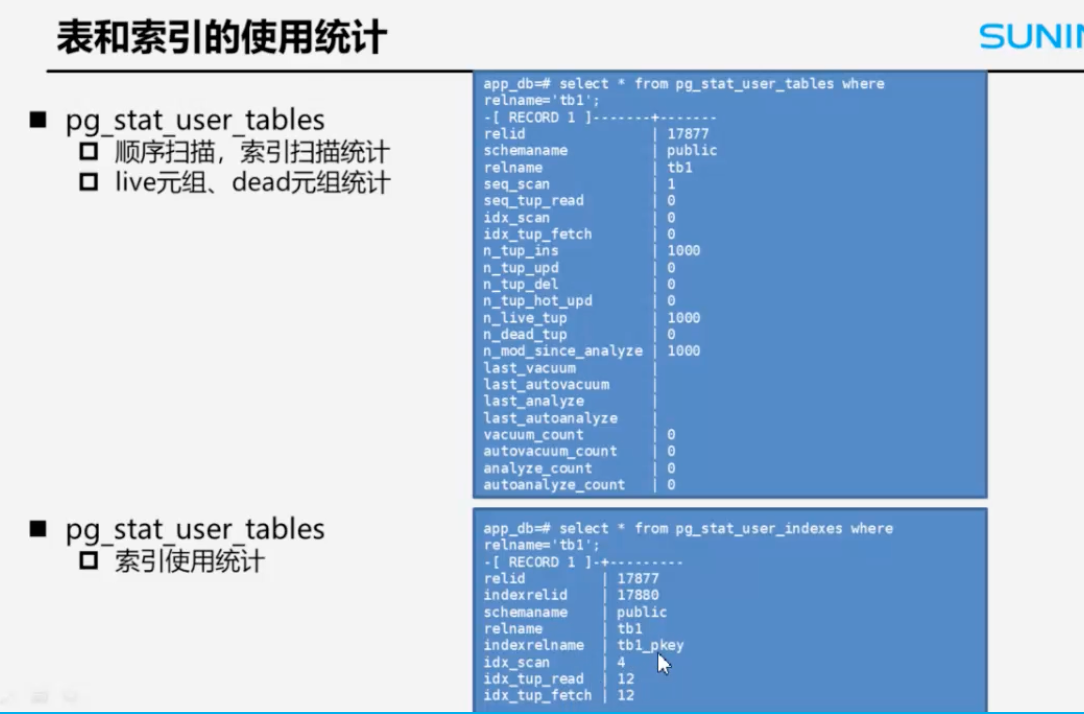 表和索引的使用统计
SUNIN
pg_stat_user_tables
顺序扫描，索引扫描统计
live元组、dead元组统计
app_db=# select * from pg_stat_user_tables where
relname='tb1';
-[ RECORD 1 ]-------+-------
relid | 17877
schemaname | public
relname | tb1
seq_scan | 1
seq_tup_read | 0
idx_scan | 0
idx_tup_fetch | 0
n_tup_ins | 1000
n_tup_upd | 0
n_tup_del | 0
n_tup_hot_upd | 0
n_live_tup | 1000
n_dead_tup | 0
n_mod_since_analyze | 1000
last_vacuum |
last_autovacuum |
last_analyze |
last_autoanalyze |
vacuum_count | 0
autovacuum_count | 0
analyze_count | 0
autoanalyze_count | 0
pg_stat_user_tables
索引使用统计
app_db=# select * from pg_stat_user_indexes where
relname='tb1';
-[ RECORD 1 ]-+---------
relid | 17877
indexrelid | 17880
schemaname | public
relname | tb1
indexrelname | tb1_pkey
idx_scan | 4
idx_tup_read | 12
idx_tup_fetch | 12